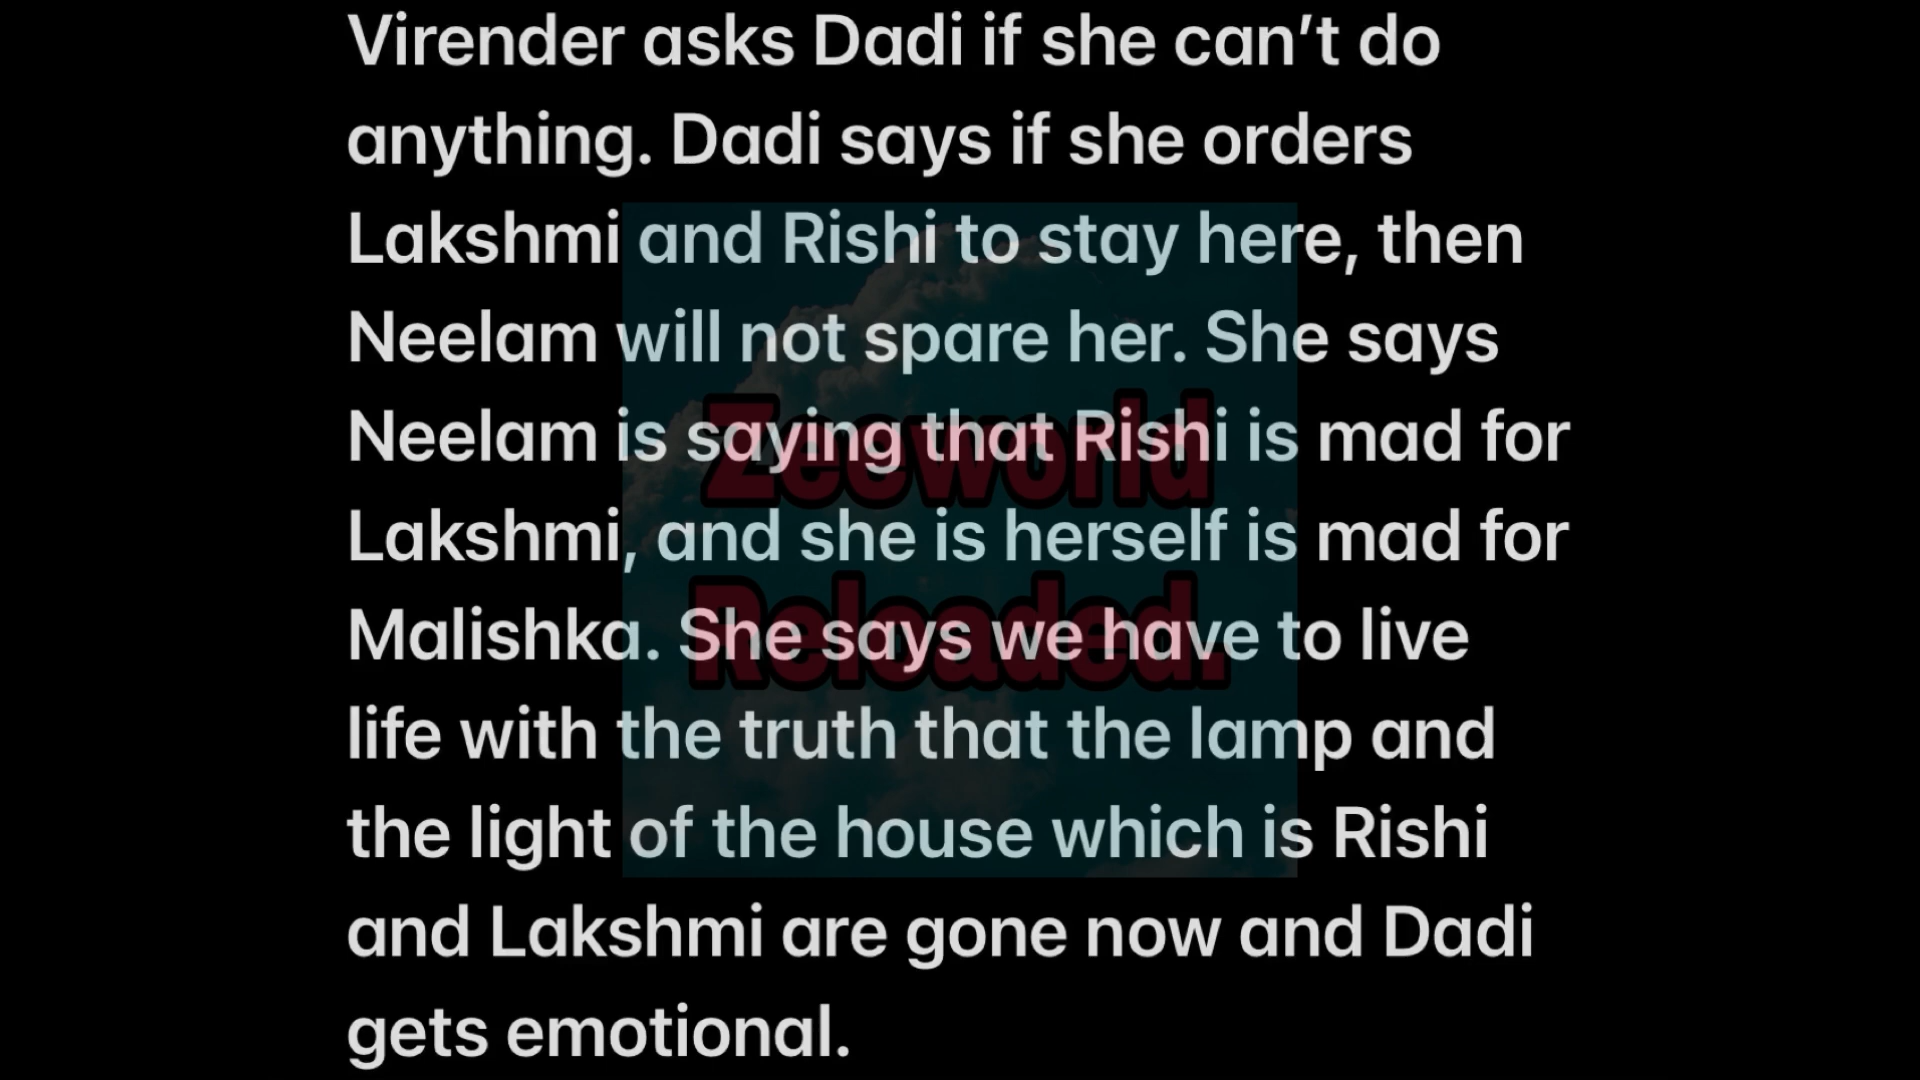 Virender asks Dadi if she can’t do
anything. Dadi says if she orders
Lakshmi and Rishi to stay here, then
Neelam will not spare her. She says
Neelam is saying that Rishi is mad for
Lakshmi, and she is herself is mad for
Malishka. She says we have to live
life with the truth that the lamp and
the light of the house which is Rishi
and Lakshmi are gone now and Dadi
gets emotional.
Zeeworld
Reloaded.